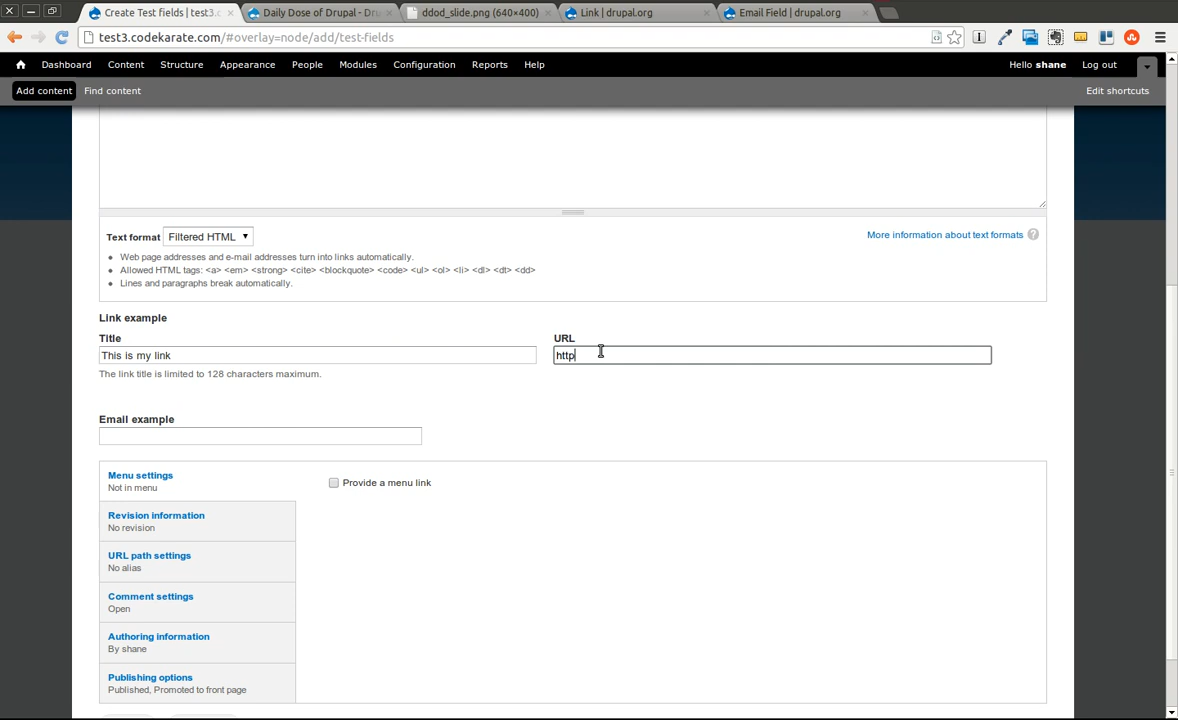 Create Test fields | test3.c
Daily Dose of Drupal - Dru
ddod_slide.png (640×400)
Link | drupal.org
Email Field | drupal.org
test3.codekarate.com/#overlay=node/add/test-fields
Dashboard Content Structure Appearance People Modules Configuration Reports Help
Hello shane Log out
Add content Find content
Edit shortcuts
Text format Filtered HTML
More information about text formats ?
• Web page addresses and e-mail addresses turn into links automatically.
• Allowed HTML tags: <a> <em> <strong> <cite> <blockquote> <code> <ul> <ol> <li> <dl> <dt> <dd>
• Lines and paragraphs break automatically.
Link example
Title URL
This is my link http
The link title is limited to 128 characters maximum.
Email example
Menu settings
Not in menu
Provide a menu link
Revision information
No revision
URL path settings
No alias
Comment settings
Open
Authoring information
By shane
Publishing options
Published, Promoted to front page